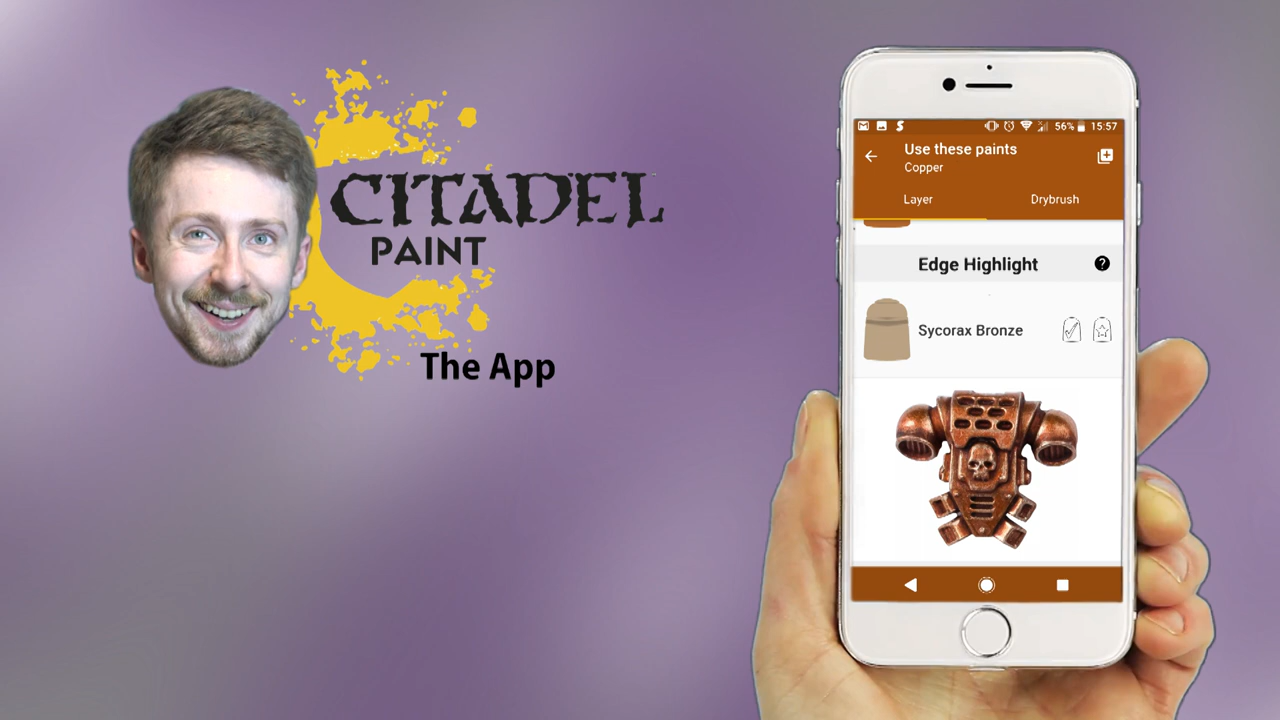 CITADEL
PAINT
The App
56% 15:57
Use these paints
Copper
Layer
Drybrush
Edge Highlight
Sycorax Bronze